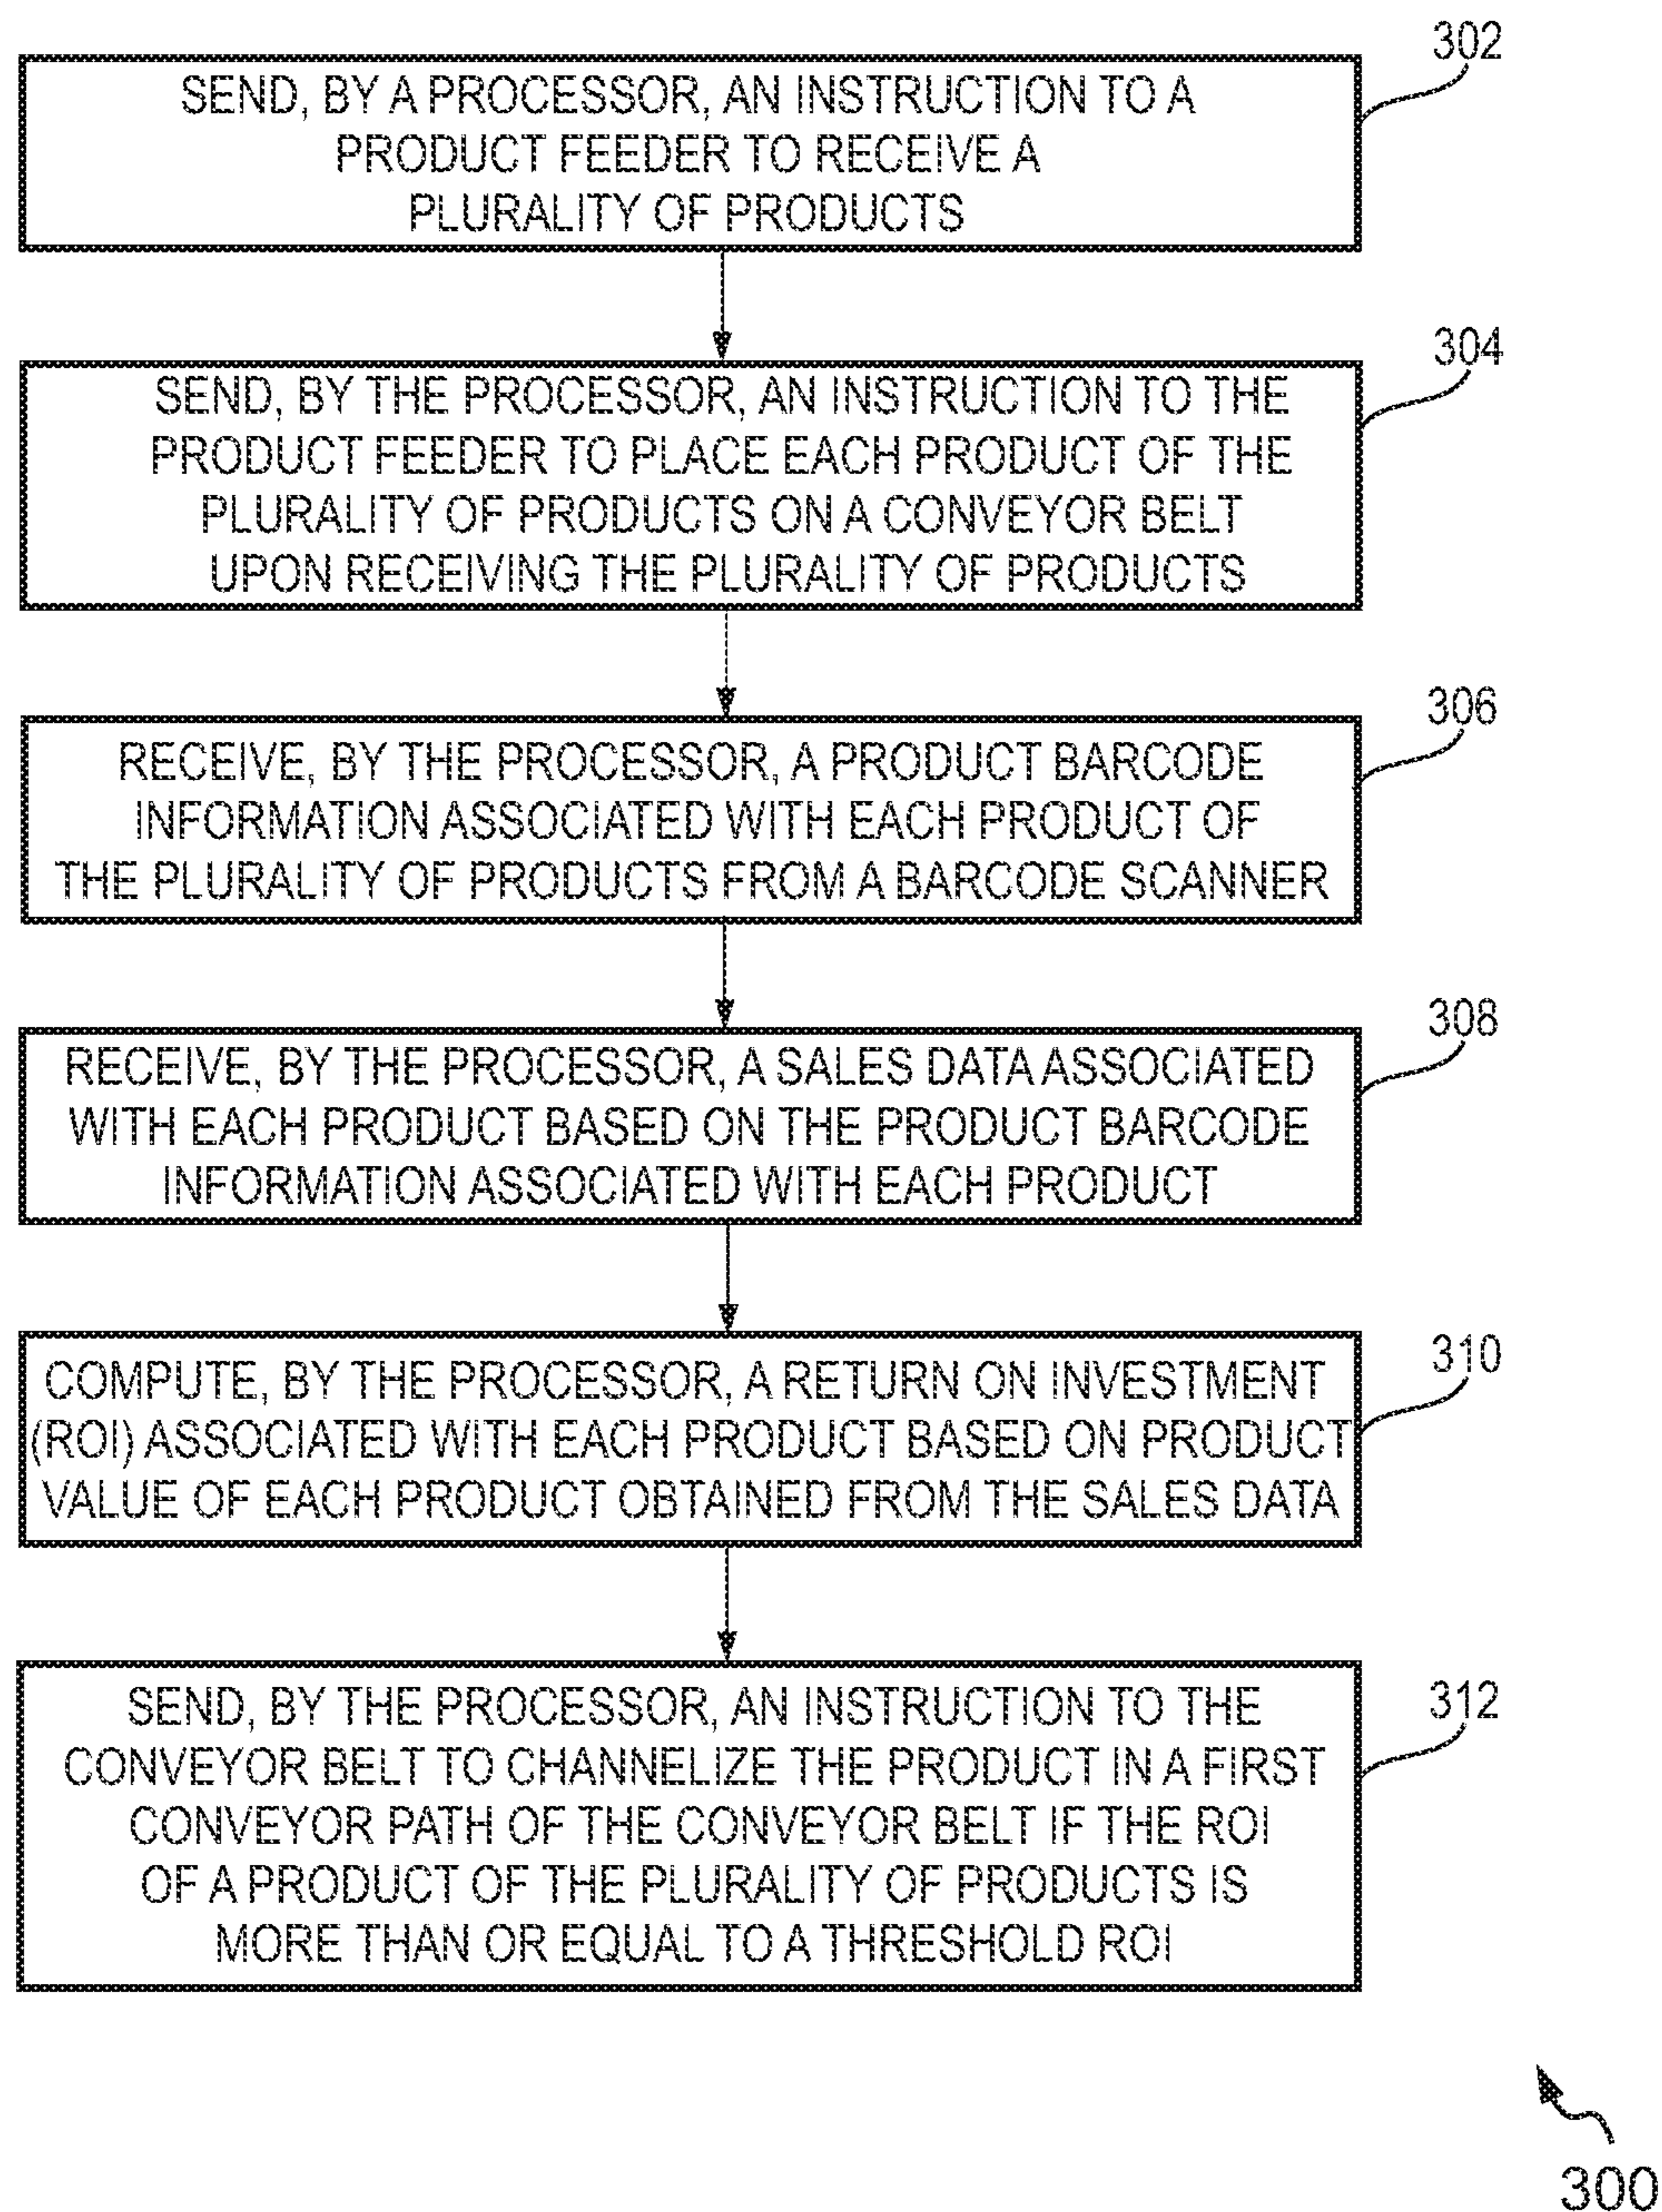 302
SEND, BY A PROCESSOR, AN INSTRUCTION TO A
PRODUCT FEEDER TO RECEIVE A
PLURALITY OF PRODUCTS
304
SEND, BY THE PROCESSOR, AN INSTRUCTION TO THE
PRODUCT FEEDER TO PLACE EACH PRODUCT OF THE
PLURALITY OF PRODUCTS ON A CONVEYOR BELT
UPON RECEIVING THE PLURALITY OF PRODUCTS
306
RECEIVE, BY THE PROCESSOR, A PRODUCT BARCODE
INFORMATION ASSOCIATED WITH EACH PRODUCT OF
THE PLURALITY OF PRODUCTS FROM A BARCODE SCANNER
308
RECEIVE, BY THE PROCESSOR, A SALES DATA ASSOCIATED
WITH EACH PRODUCT BASED ON THE PRODUCT BARCODE
INFORMATION ASSOCIATED WITH EACH PRODUCT
310
COMPUTE, BY THE PROCESSOR, A RETURN ON INVESTMENT
(ROI) ASSOCIATED WITH EACH PRODUCT BASED ON PRODUCT
VALUE OF EACH PRODUCT OBTAINED FROM THE SALES DATA
312
SEND, BY THE PROCESSOR, AN INSTRUCTION TO THE
CONVEYOR BELT TO CHANNELIZE THE PRODUCT IN A FIRST
CONVEYOR PATH OF THE CONVEYOR BELT IF THE ROI
OF A PRODUCT OF THE PLURALITY OF PRODUCTS IS
MORE THAN OR EQUAL TO A THRESHOLD ROI
300